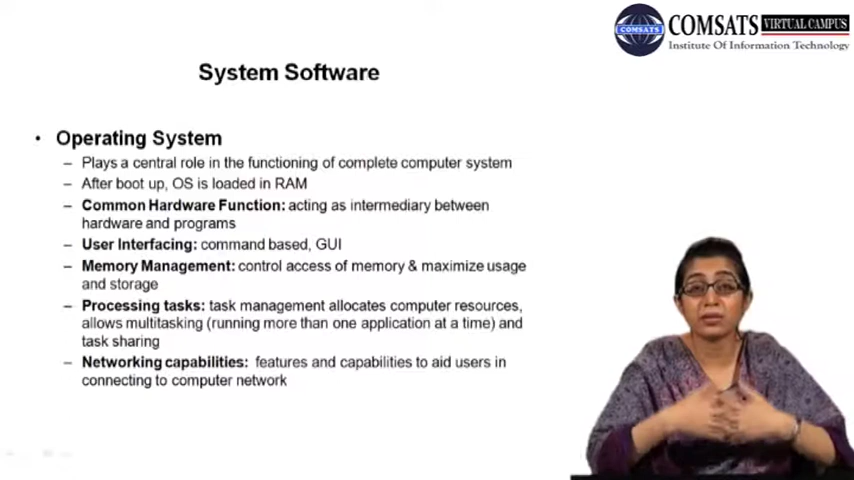 COMSATS
COMSATS VIRTUAL CAMPUS
Institute Of Information Technology
System Software
• Operating System
– Plays a central role in the functioning of complete computer system
– After boot up, OS is loaded in RAM
– Common Hardware Function: acting as intermediary between
hardware and programs
– User Interfacing: command based, GUI
– Memory Management: control access of memory & maximize usage
and storage
– Processing tasks: task management allocates computer resources,
allows multitasking (running more than one application at a time) and
task sharing
– Networking capabilities: features and capabilities to aid users in
connecting to computer network